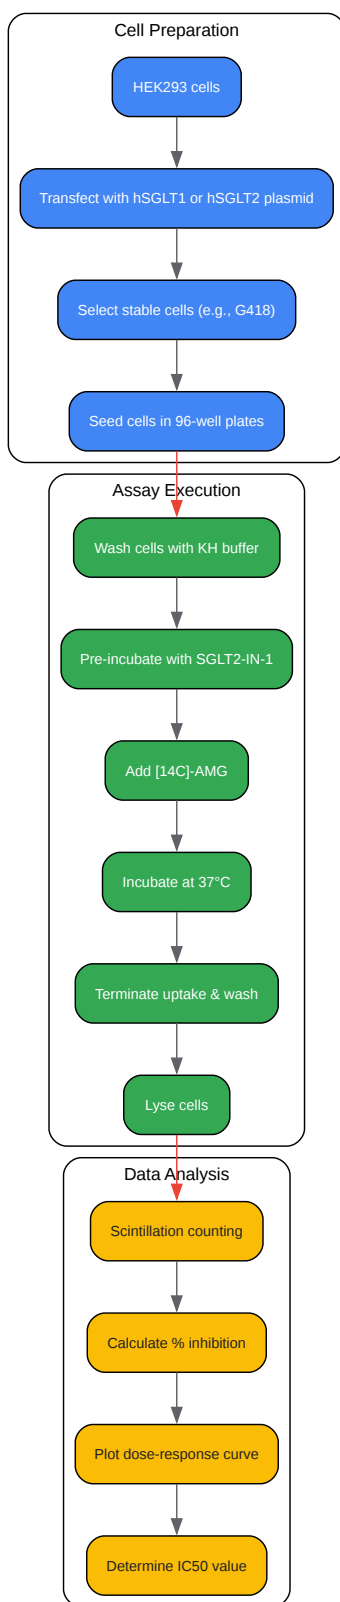 Cell Preparation
HEK293 cells
Transfect with hSGLT1 or hSGLT2 plasmid
Select stable cells (e.g., G418)
Seed cells in 96-well plates
Assay Execution
Wash cells with KH buffer
Pre-incubate with SGLT2-IN-1
Add [14C]-AMG
Incubate at 37°C
Terminate uptake & wash
Lyse cells
Data Analysis
Scintillation counting
Calculate % inhibition
Plot dose-response curve
Determine IC50 value